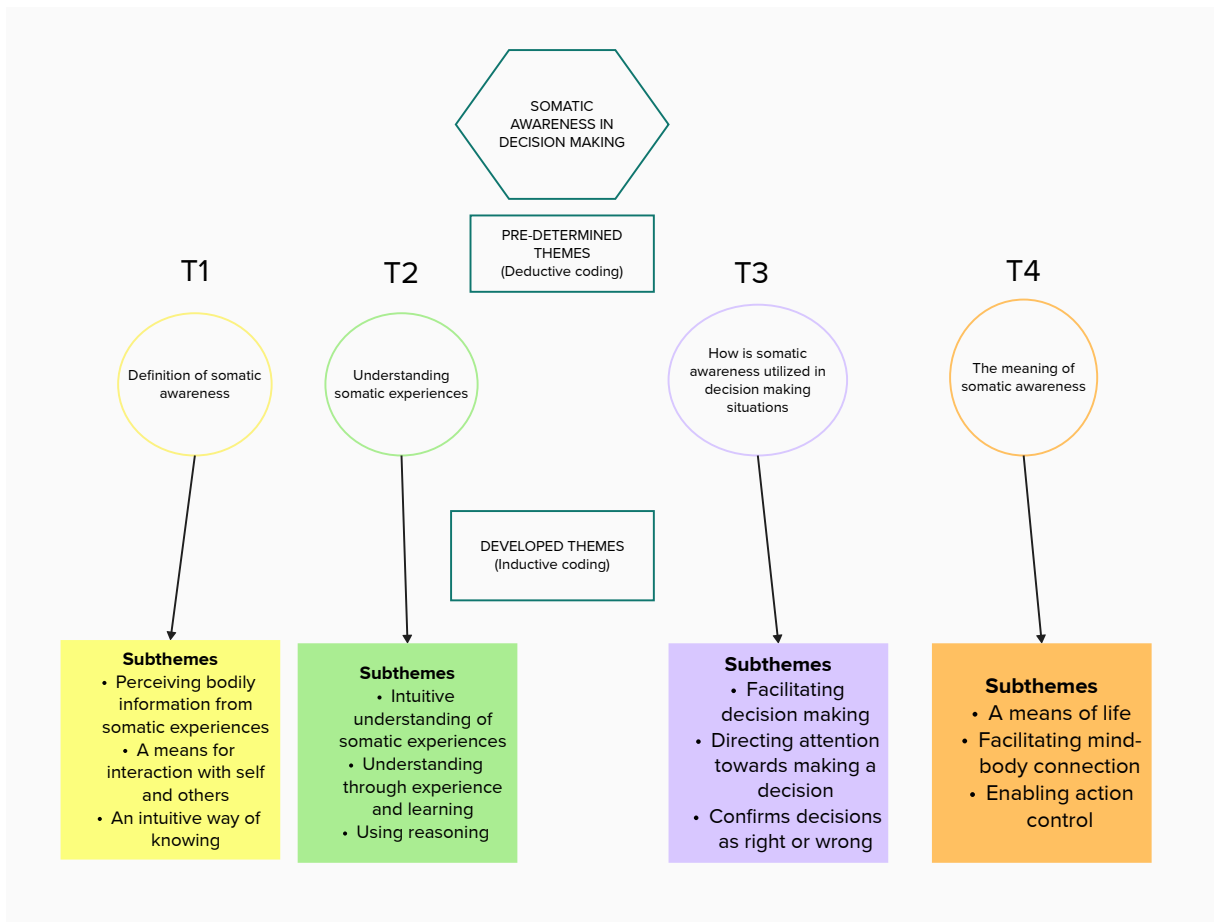 SOMATIC
AWARENESS IN
DECISION MAKING
PRE-DETERMINED
THEMES
(Deductive coding)
T1
T2
T3
T4
Definition of somatic
awareness
Understanding
somatic experiences
How is somatic
awareness utilized in
decision making
situations
The meaning of
somatic awareness
DEVELOPED THEMES
(Inductive coding)
Subthemes
• Perceiving bodily
information from
somatic experiences
• A means for
interaction with self
and others
• An intuitive way of
knowing
Subthemes
• Intuitive
understanding of
somatic experiences
• Understanding
through experience
and learning
• Using reasoning
Subthemes
• Facilitating
decision making
• Directing attention
towards making a
decision
• Confirms decisions
as right or wrong
Subthemes
• A means of life
• Facilitating mind-
body connection
• Enabling action
control